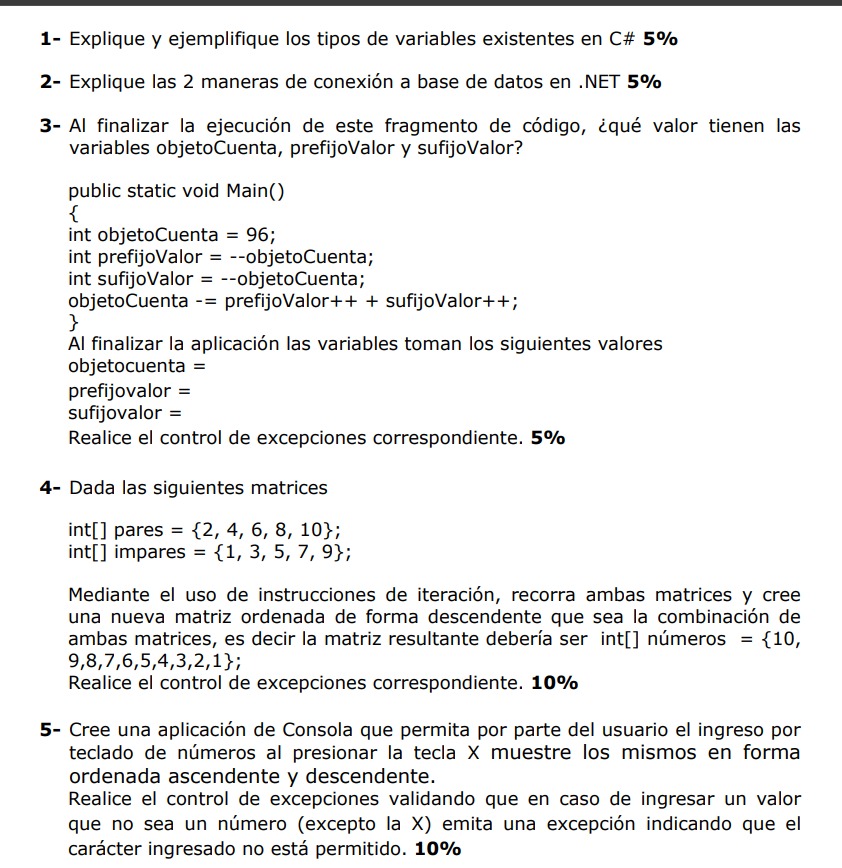 1- Explique y ejemplifique los tipos de variables existentes en C# 5%
2- Explique las 2 maneras de conexión a base de datos en .NET 5%
3- Al finalizar la ejecución de este fragmento de código, ¿qué valor tienen las
variables objetoCuenta, prefijoValor y sufijoValor?
public static void Main()
{
int objetoCuenta = 96;
int prefijoValor = --objetoCuenta;
int sufijoValor = --objetoCuenta;
objetoCuenta -= prefijoValor++ + sufijoValor++;
}
Al finalizar la aplicación las variables toman los siguientes valores
objetocuenta =
prefijovalor =
sufijovalor =
Realice el control de excepciones correspondiente. 5%
4- Dada las siguientes matrices
int[] pares = {2, 4, 6, 8, 10};
int[] impares = {1, 3, 5, 7, 9};
Mediante el uso de instrucciones de iteración, recorra ambas matrices y cree
una nueva matriz ordenada de forma descendente que sea la combinación de
ambas matrices, es decir la matriz resultante debería ser int[] números = {10,
9,8,7,6,5,4,3,2,1};
Realice el control de excepciones correspondiente. 10%
5- Cree una aplicación de Consola que permita por parte del usuario el ingreso por
teclado de números al presionar la tecla X muestre los mismos en forma
ordenada ascendente y descendente.
Realice el control de excepciones validando que en caso de ingresar un valor
que no sea un número (excepto la X) emita una excepción indicando que el
carácter ingresado no está permitido. 10%